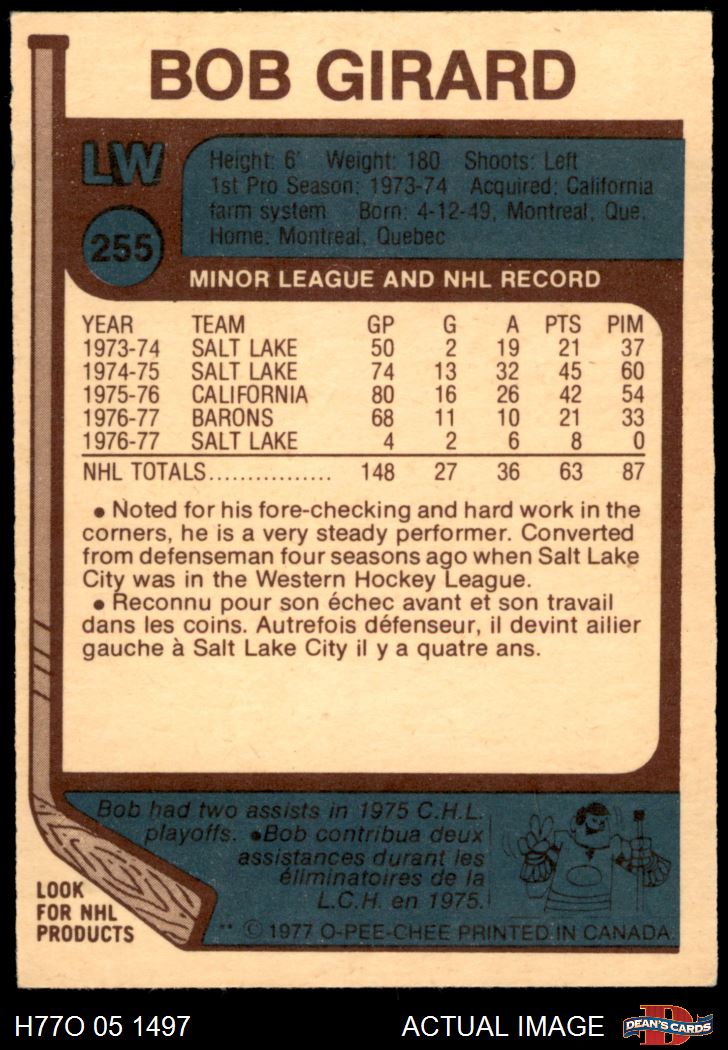 BOB GIRARD
LW
255
Height: 6' Weight: 180 Shoots: Left
1st Pro Season: 1973-74 Acquired: California
farm system Born: 4-12-49, Montreal, Que.
Home: Montreal, Quebec
MINOR LEAGUE AND NHL RECORD
YEAR TEAM GP G A PTS PIM
1973-74 SALT LAKE 50 2 19 21 37
1974-75 SALT LAKE 74 13 32 45 60
1975-76 CALIFORNIA 80 16 26 42 54
1976-77 BARONS 68 11 10 21 33
1976-77 SALT LAKE 4 2 6 8 0
NHL TOTALS................ 148 27 36 63 87
● Noted for his fore-checking and hard work in the
corners, he is a very steady performer. Converted
from defenseman four seasons ago when Salt Lake
City was in the Western Hockey League.
● Reconnu pour son échec avant et son travail
dans les coins. Autrefois défenseur, il devint ailier
gauche à Salt Lake City il y a quatre ans.
Bob had two assists in 1975 C.H.L.
playoffs. ●Bob contribua deux
assistances durant les
éliminatoires de la
L.C.H. en 1975.
LOOK
FOR NHL
PRODUCTS
** © 1977 O-PEE-CHEE PRINTED IN CANADA.
H77O 05 1497 ACTUAL IMAGE
D
DEAN'S CARDS